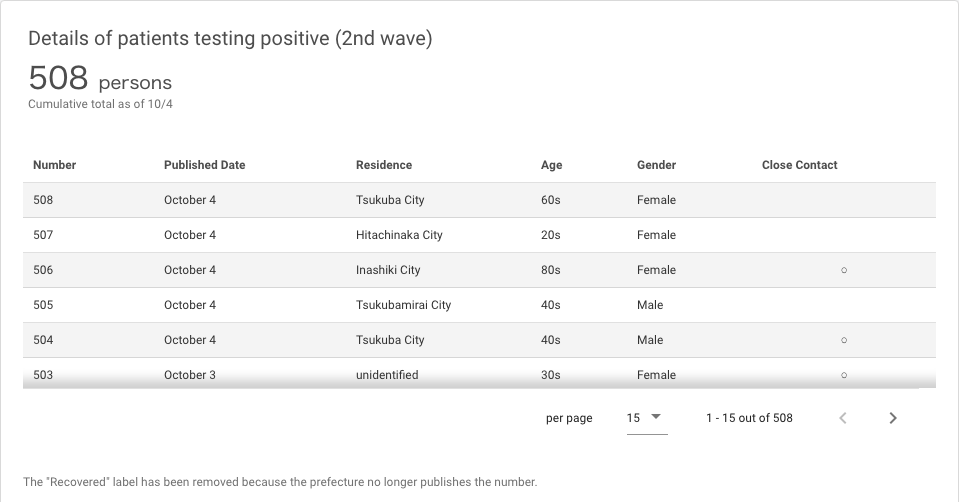 Details of patients testing positive (2nd wave)
508 persons
Cumulative total as of 10/4
Number Published Date Residence Age Gender Close Contact
508 October 4 Tsukuba City 60s Female
507 October 4 Hitachinaka City 20s Female
506 October 4 Inashiki City 80s Female ○
505 October 4 Tsukubamirai City 40s Male
504 October 4 Tsukuba City 40s Male ○
503 October 3 unidentified 30s Female ○
per page 15 1 - 15 out of 508
The "Recovered" label has been removed because the prefecture no longer publishes the number.